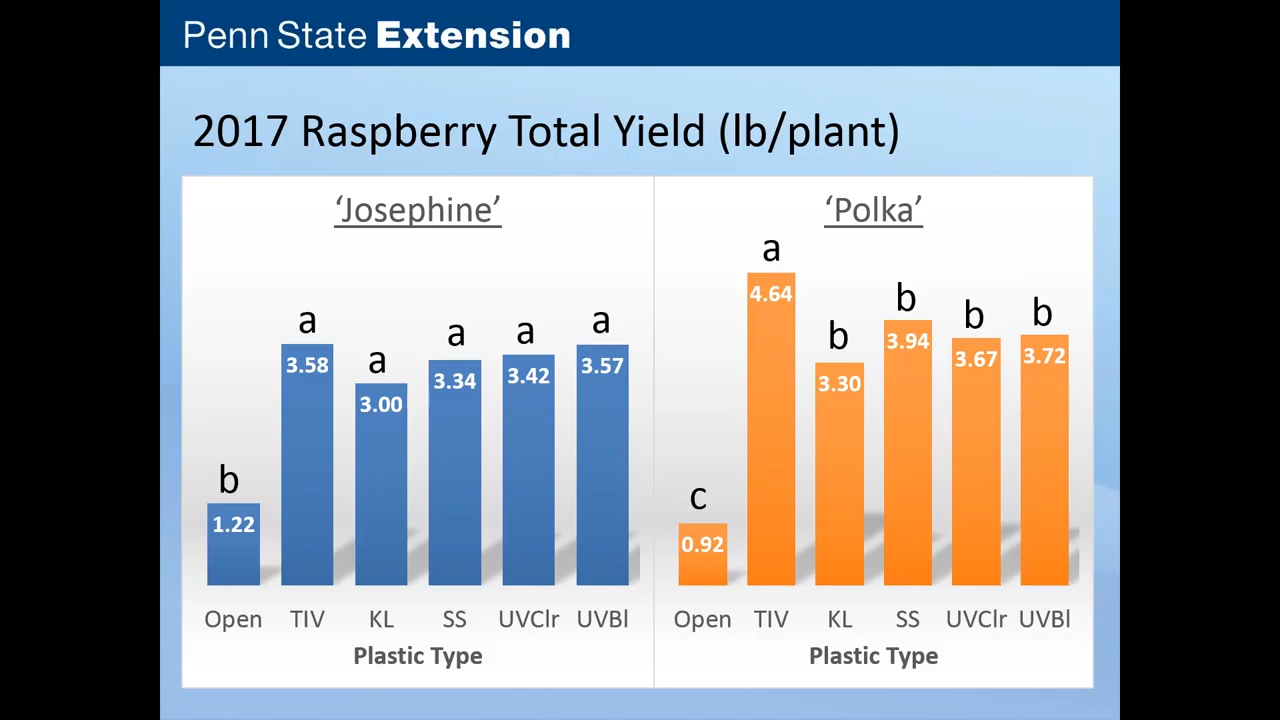 Penn State Extension
2017 Raspberry Total Yield (lb/plant)
‘Josephine’
b
a
a
a
a
a
1.22
3.58
3.00
3.34
3.42
3.57
Open TIV KL SS UVClr UVBl
Plastic Type
‘Polka’
c
a
b
b
b
b
0.92
4.64
3.30
3.94
3.67
3.72
Open TIV KL SS UVClr UVBl
Plastic Type